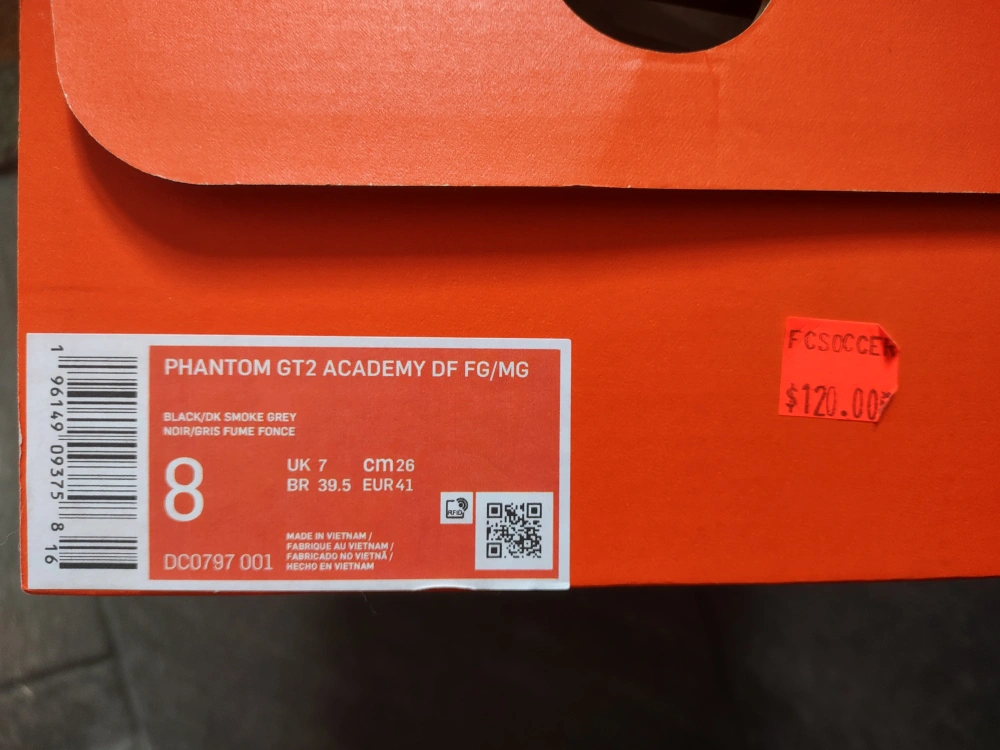 PHANTOM GT2 ACADEMY DF FG/MG
BLACK/DK SMOKE GREY
NOIR/GRIS FUME FONCE
8
UK 7 cm 26
BR 39.5 EUR 41
RFID
DC0797 001
MADE IN VIETNAM /
FABRIQUE AU VIETNAM /
FABRICADO NO VIETNÃ /
HECHO EN VIETNAM
1 96149 09375 8 16
FCSOCCER
$120.00